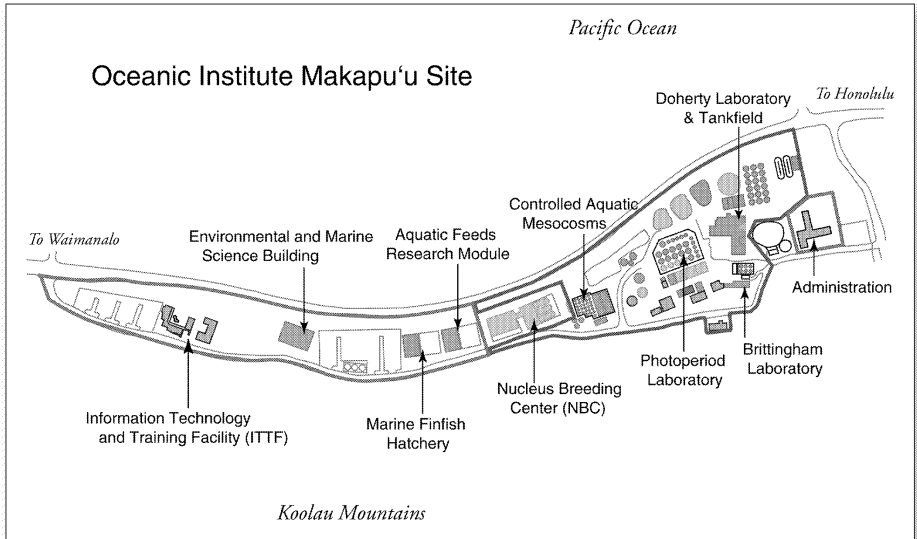 Pacific Ocean
Oceanic Institute Makapu‘u Site
To Honolulu
Doherty Laboratory
& Tankfield
Controlled Aquatic
Mesocosms
To Waimanalo
Environmental and Marine
Science Building
Aquatic Feeds
Research Module
Administration
Photoperiod
Laboratory
Brittingham
Laboratory
Nucleus Breeding
Center (NBC)
Information Technology
and Training Facility (ITTF)
Marine Finfish
Hatchery
Koolau Mountains